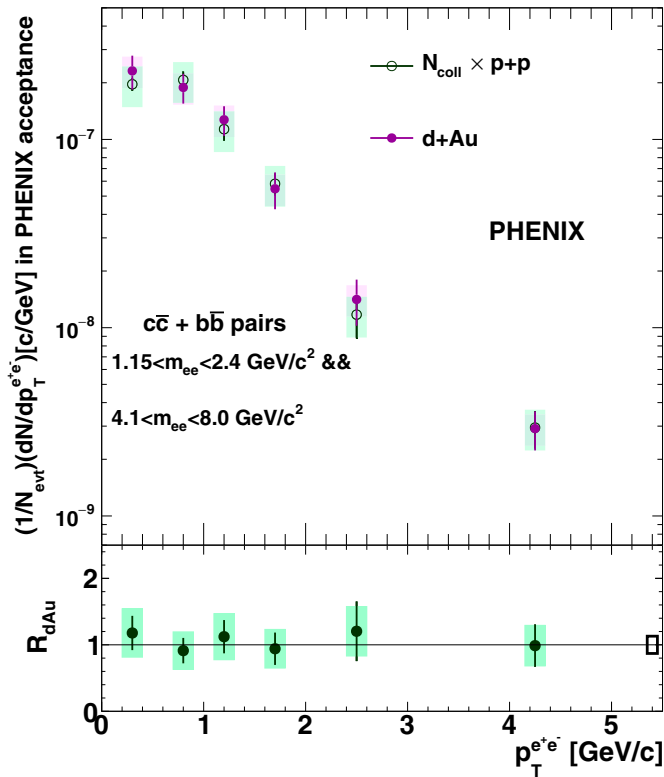 (1/N_evt)(dN/dp_T^{e⁺e⁻})[c/GeV] in PHENIX acceptance
10⁻⁷
10⁻⁸
10⁻⁹
N_coll × p+p
d+Au
PHENIX
cc̅ + bb̅ pairs
1.15<m_ee<2.4 GeV/c² &&
4.1<m_ee<8.0 GeV/c²
R_dAu
2
1
0
0 1 2 3 4 5
p_T^{e⁺e⁻} [GeV/c]